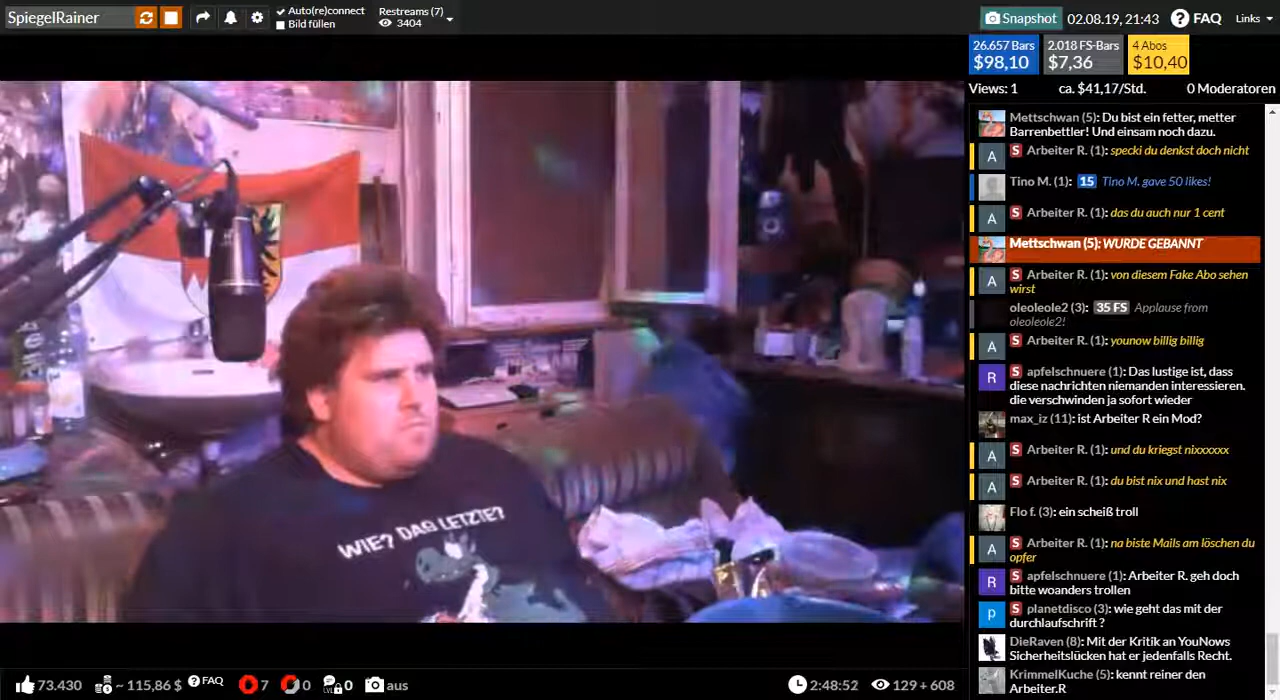 SpiegelRainer
Auto(re)connect
Bild füllen
Restreams (7)
3404
Snapshot
02.08.19, 21:43
FAQ
Links
26.657 Bars
$98,10
2.018 FS-Bars
$7,36
4 Abos
$10,40
Views: 1
ca. $41,17/Std.
0 Moderatoren
Mettschwan (5): Du bist ein fetter, metter
Barrenbettler! Und einsam noch dazu.
A S Arbeiter R. (1): specki du denkst doch nicht
Tino M. (1): 15 Tino M. gave 50 likes!
A S Arbeiter R. (1): das du auch nur 1 cent
Mettschwan (5): WURDE GEBANNT
A S Arbeiter R. (1): von diesem Fake Abo sehen
wirst
oleoleole2 (3): 35 FS Applause from
oleoleole2!
A S Arbeiter R. (1): younow billig billig
R S apfelschnuere (1): Das lustige ist, dass
diese nachrichten niemanden interessieren.
die verschwinden ja sofort wieder
max_iz (11): ist Arbeiter R ein Mod?
A S Arbeiter R. (1): und du kriegst nixxxxxx
A S Arbeiter R. (1): du bist nix und hast nix
Flo f. (3): ein scheiß troll
A S Arbeiter R. (1): na biste Mails am löschen du
opfer
R S apfelschnuere (1): Arbeiter R. geh doch
bitte woanders trollen
p S planetdisco (3): wie geht das mit der
durchlaufschrift ?
DieRaven (8): Mit der Kritik an YouNows
Sicherheitslücken hat er jedenfalls Recht.
KrimmelKuche (5): kennt reiner den
Arbeiter.R
WIE? DAS LETZTE?
73.430
~ 115,86 $
FAQ
7
0
LVL
0
aus
2:48:52
129 + 608